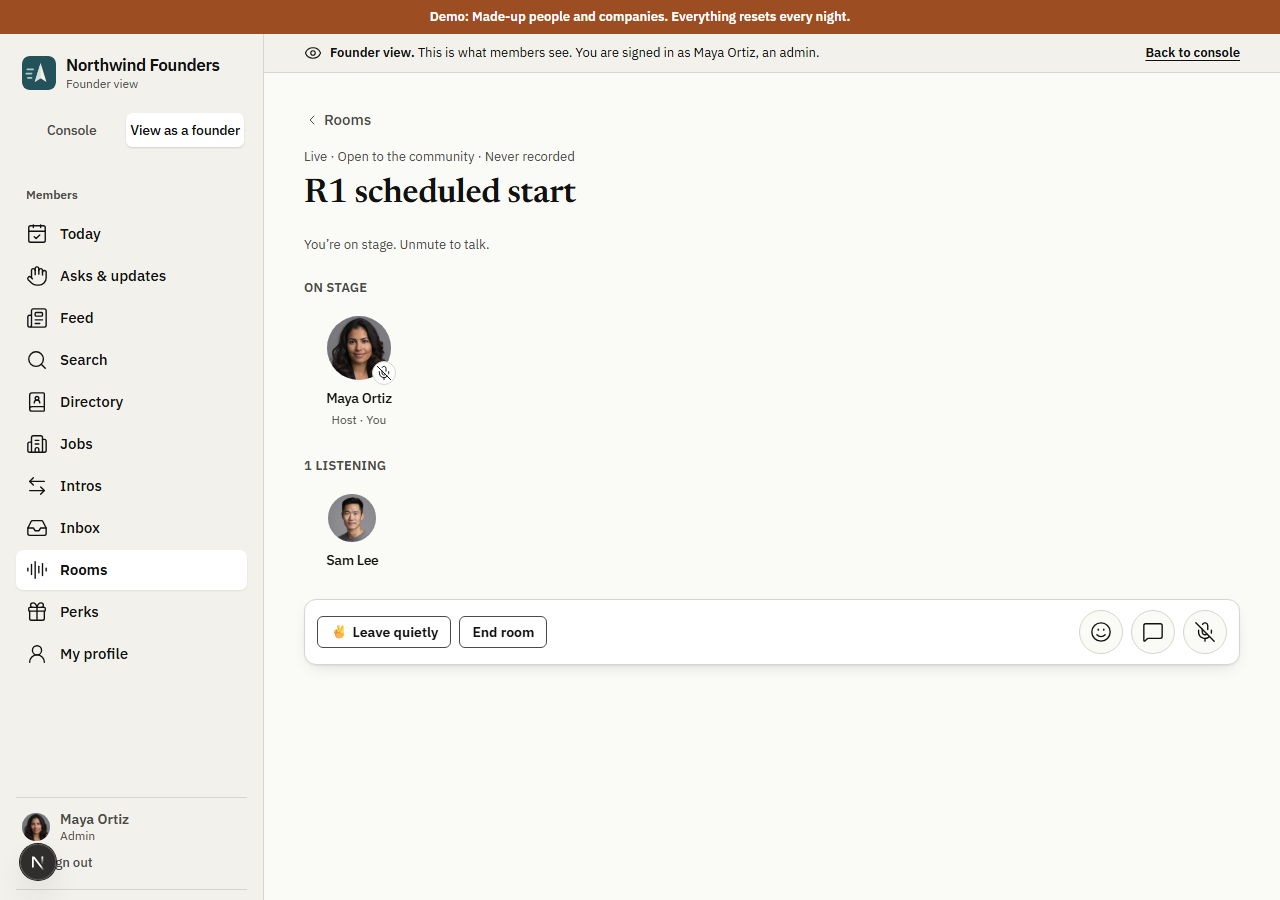 Demo: Made-up people and companies. Everything resets every night.
Northwind Founders
Founder view
Console
View as a founder
Members
Today
Asks & updates
Feed
Search
Directory
Jobs
Intros
Inbox
Rooms
Perks
My profile
Maya Ortiz
Admin
gn out
N
Founder view. This is what members see. You are signed in as Maya Ortiz, an admin.
Back to console
Rooms
Live · Open to the community · Never recorded
R1 scheduled start
You’re on stage. Unmute to talk.
ON STAGE
Maya Ortiz
Host · You
1 LISTENING
Sam Lee
Leave quietly
End room